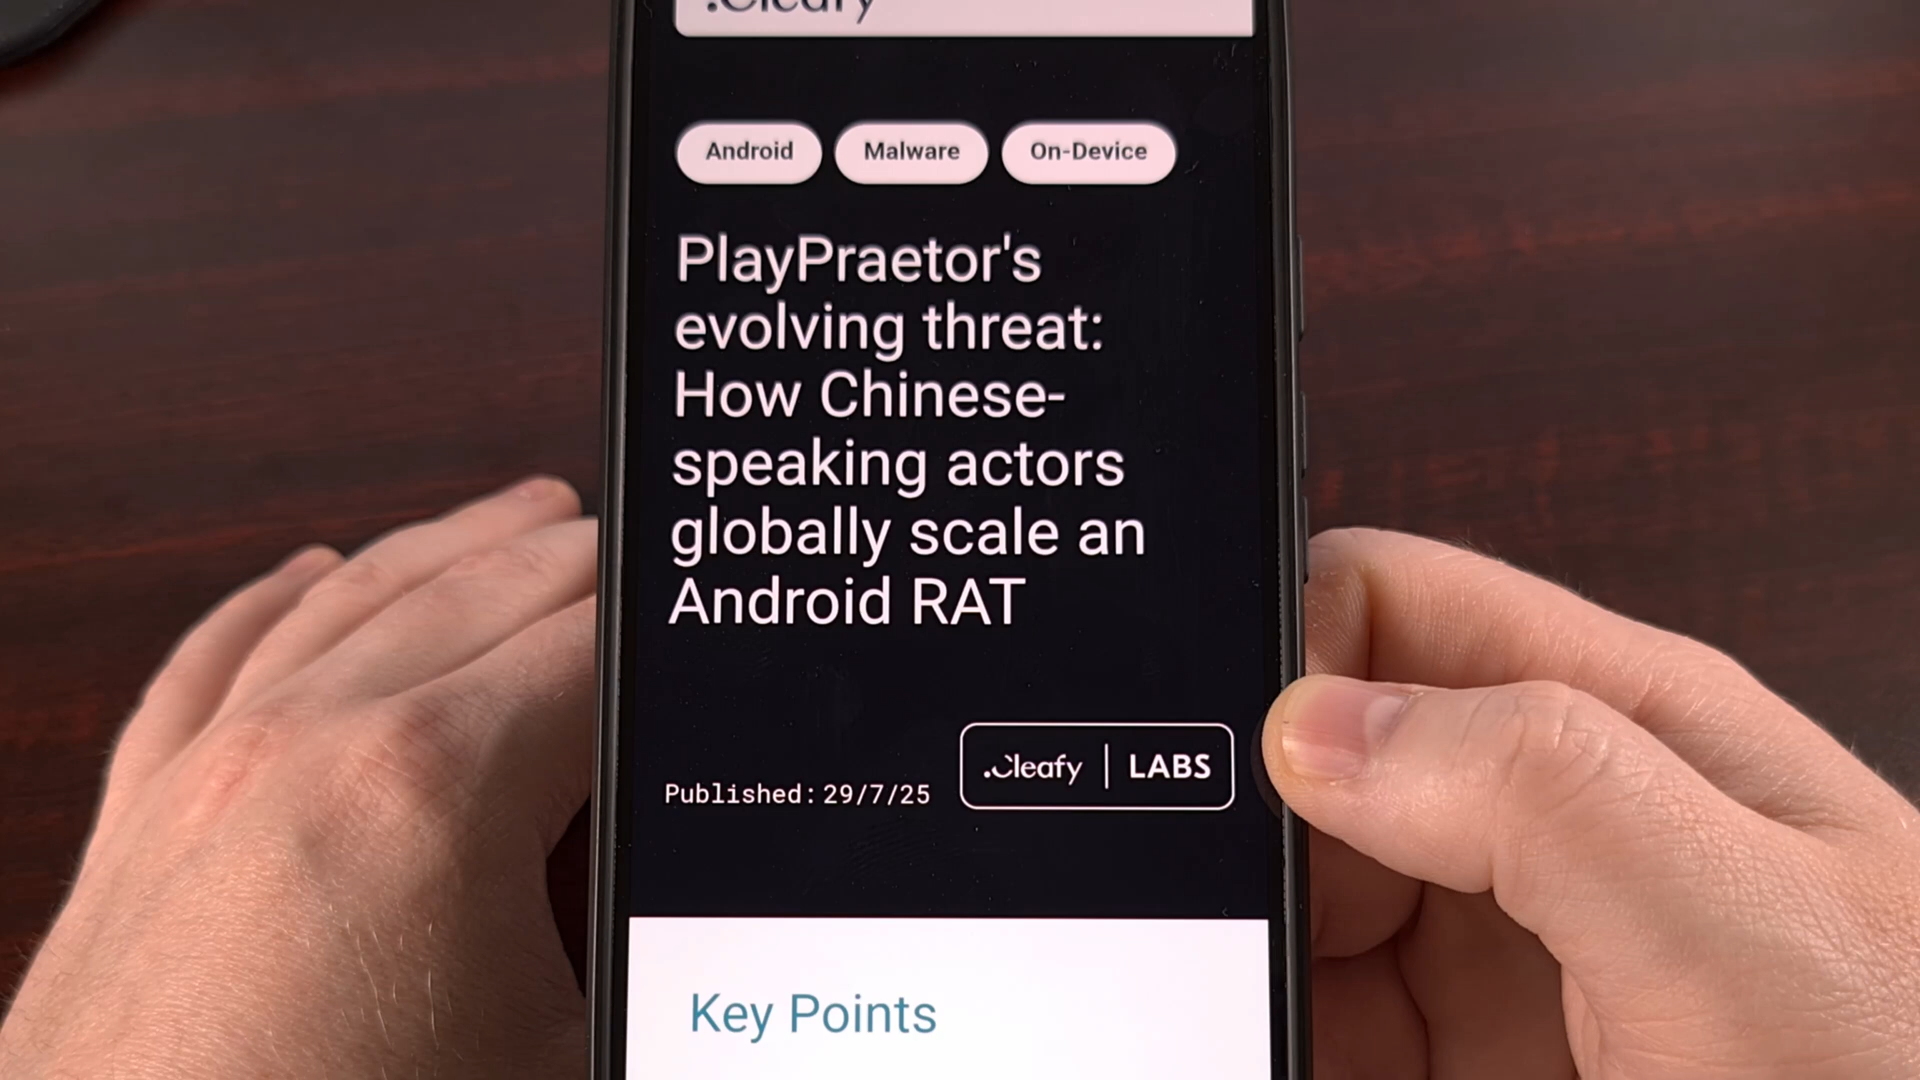 .Cleafy
Android Malware On-Device
PlayPraetor's
evolving threat:
How Chinese-
speaking actors
globally scale an
Android RAT
Published: 29/7/25
.Cleafy | LABS
Key Points